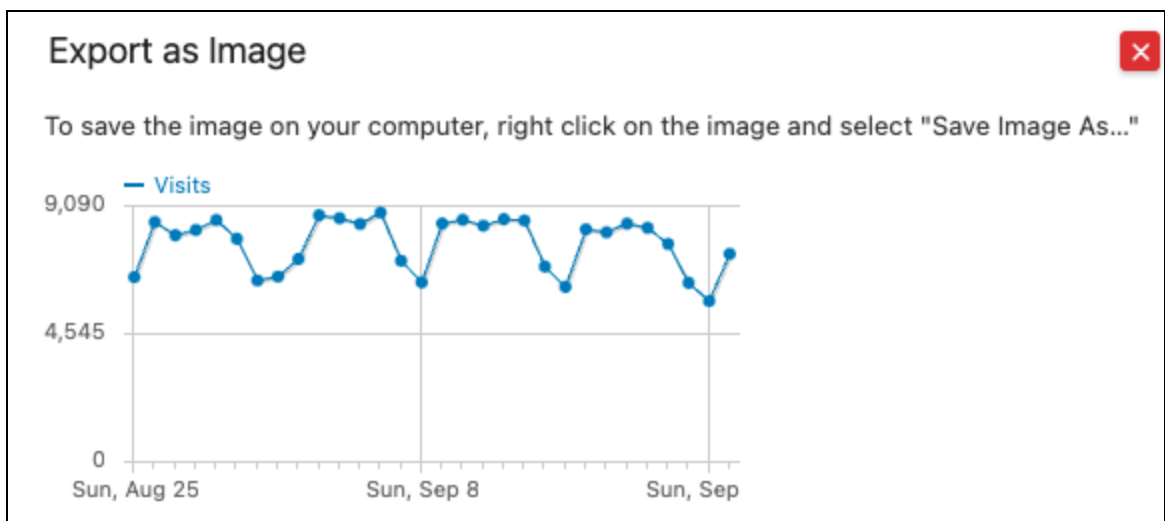 Export as Image
To save the image on your computer, right click on the image and select "Save Image As..."
Visits
9,090
4,545
0
Sun, Aug 25 Sun, Sep 8 Sun, Sep